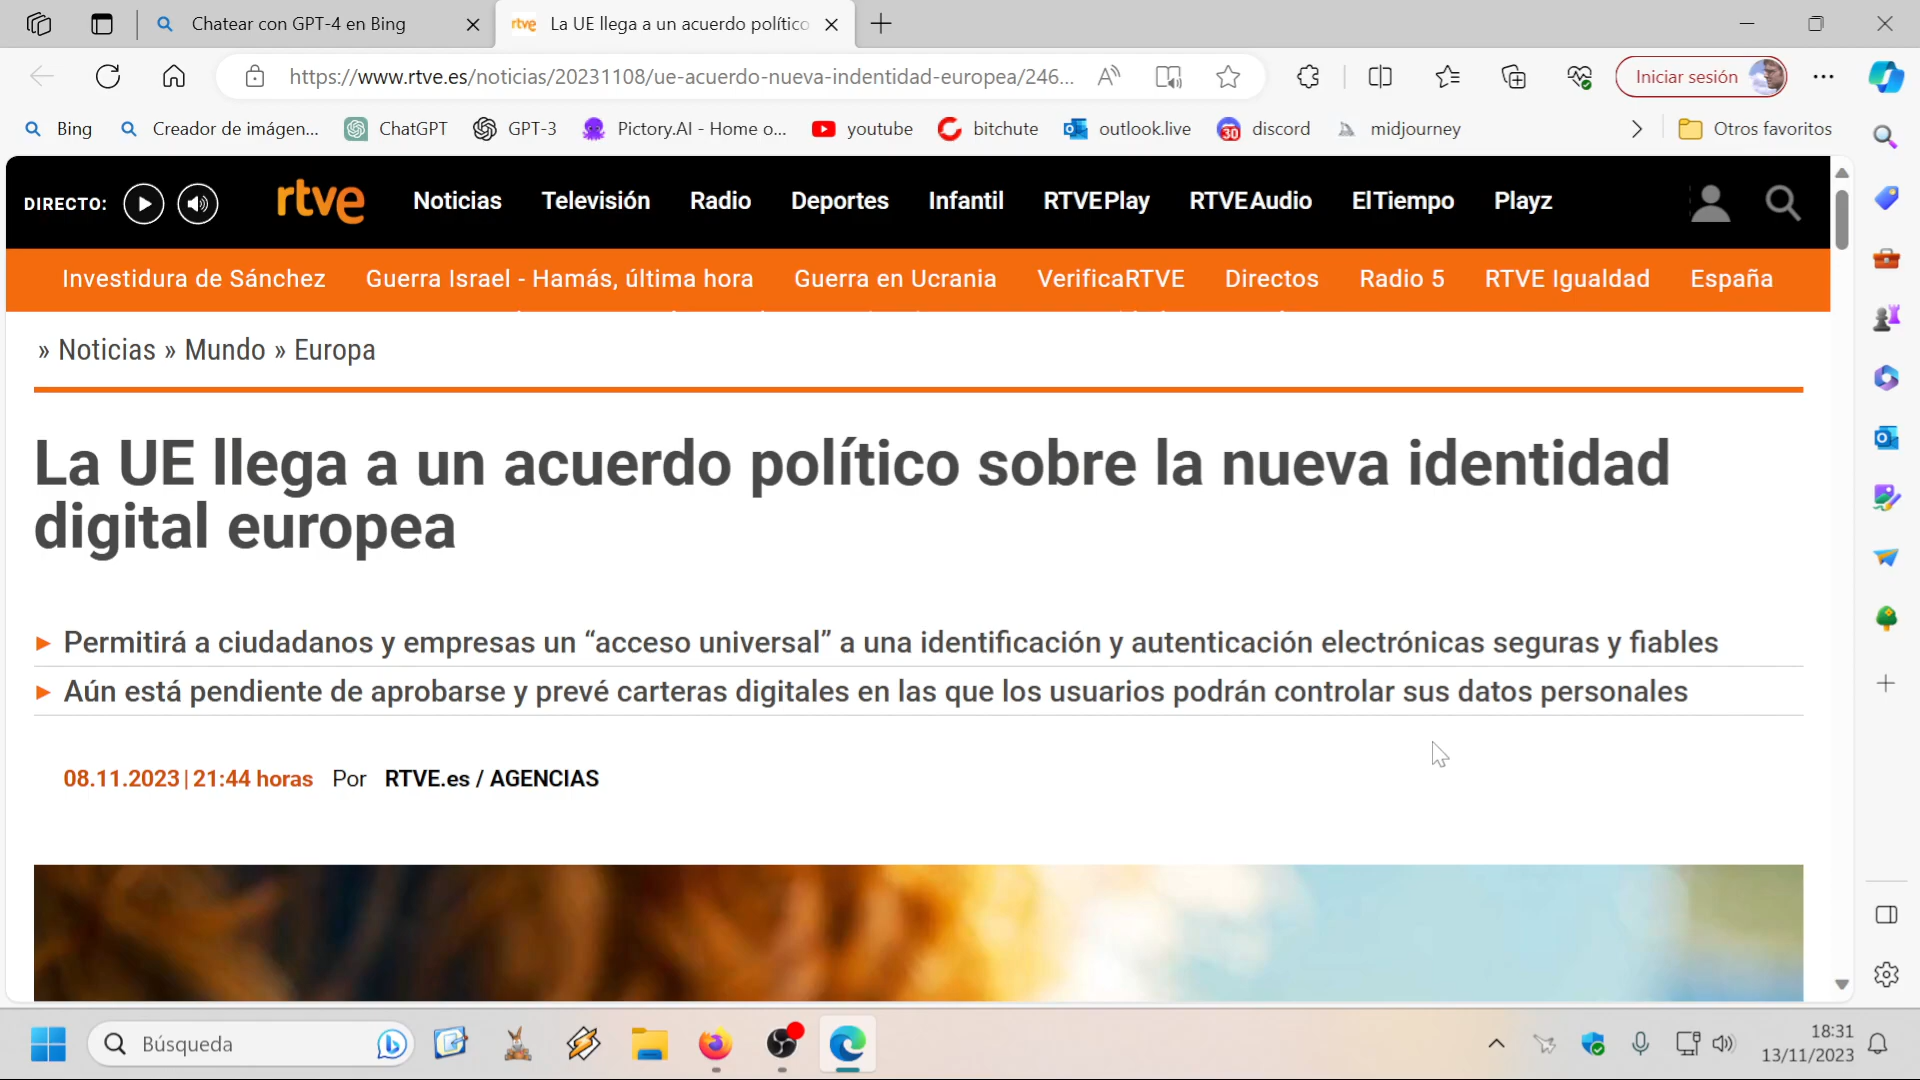 Chatear con GPT-4 en Bing
rtve La UE llega a un acuerdo político
https://www.rtve.es/noticias/20231108/ue-acuerdo-nueva-indentidad-europea/246...
Iniciar sesión
Bing
Creador de imágen...
ChatGPT
GPT-3
Pictory.AI - Home o...
youtube
bitchute
outlook.live
discord
midjourney
Otros favoritos
DIRECTO:
rtve
Noticias Televisión Radio Deportes Infantil RTVEPlay RTVEAudio ElTiempo Playz
Investidura de Sánchez Guerra Israel - Hamás, última hora Guerra en Ucrania VerificaRTVE Directos Radio 5 RTVE Igualdad España
» Noticias » Mundo » Europa
La UE llega a un acuerdo político sobre la nueva identidad
digital europea
► Permitirá a ciudadanos y empresas un “acceso universal” a una identificación y autenticación electrónicas seguras y fiables
► Aún está pendiente de aprobarse y prevé carteras digitales en las que los usuarios podrán controlar sus datos personales
08.11.2023 | 21:44 horas Por RTVE.es / AGENCIAS
Búsqueda
18:31
13/11/2023